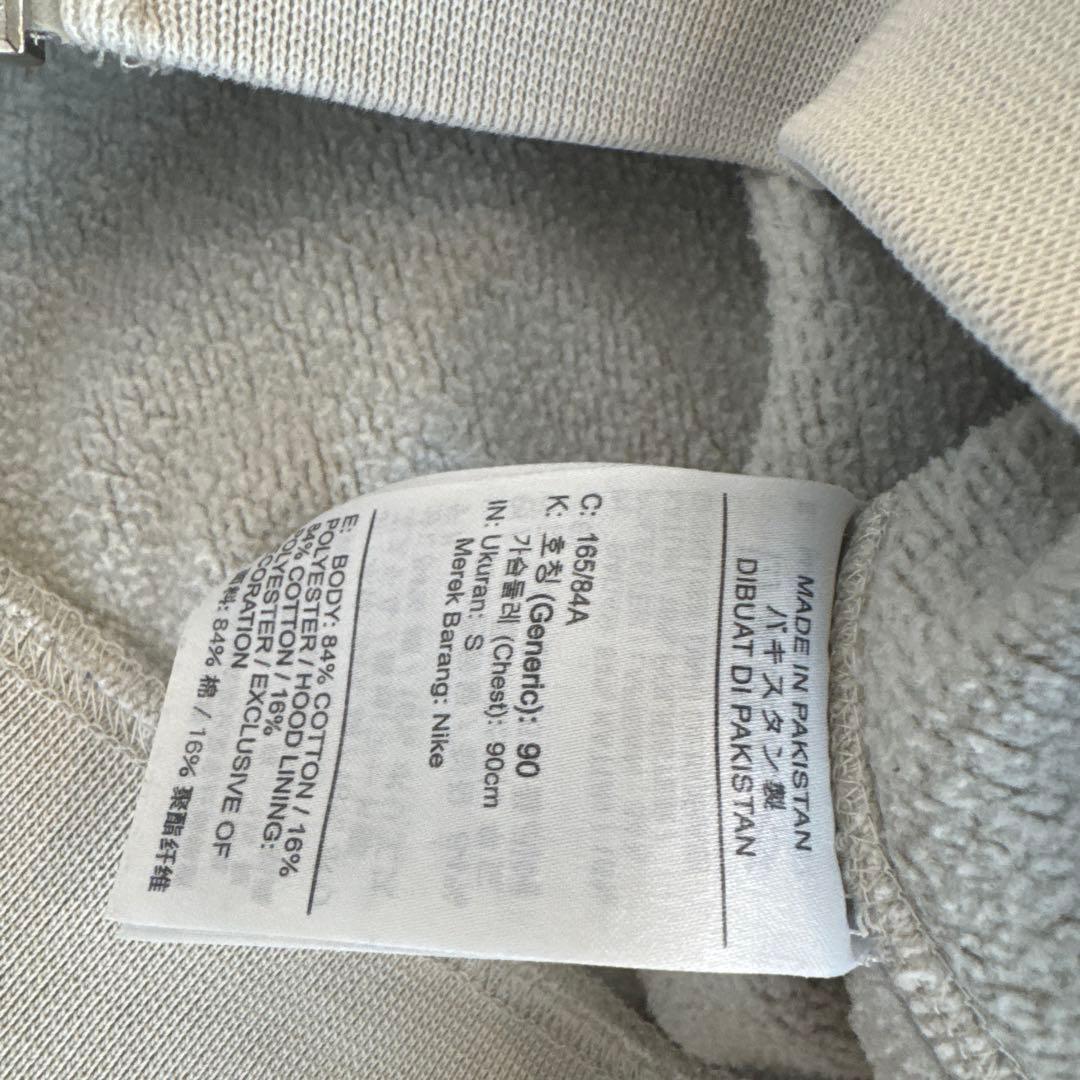 MADE IN PAKISTAN
パキスタン製
DIBUAT DI PAKISTAN
C: 165/84A
K: 호칭 (Generic): 90
가슴둘레 (Chest): 90cm
IN: Ukuran: S
Merek Barang: Nike
E: BODY: 84% COTTON / 16%
POLYESTER / HOOD LINING:
84% COTTON / 16%
POLYESTER / EXCLUSIVE OF
CORATION
料: 84% 棉 / 16% 聚酯纤维